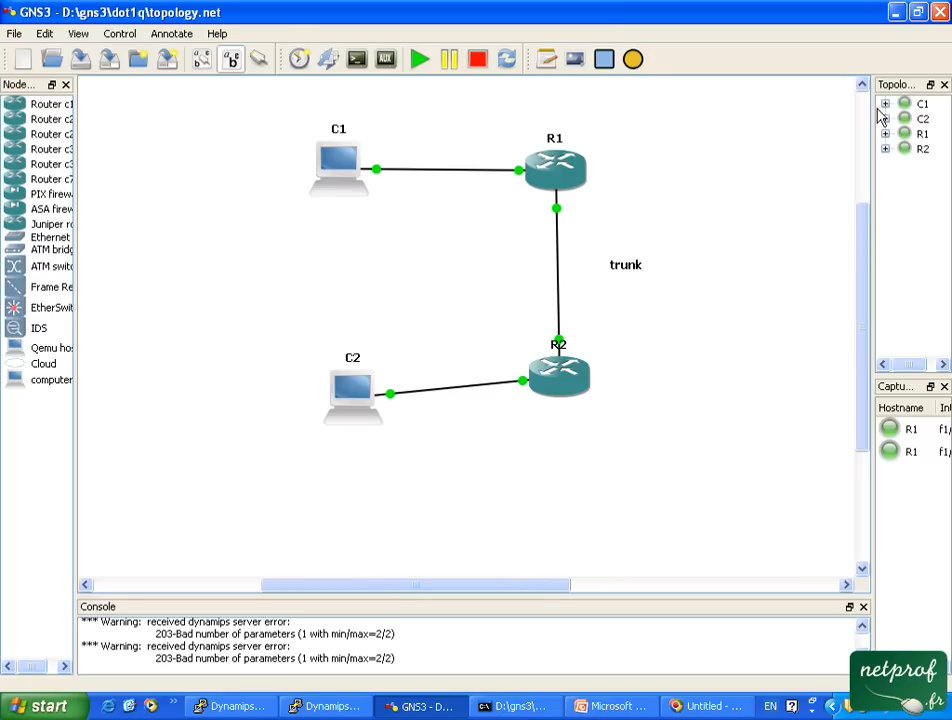 GNS3 - D:\gns3\dot1q\topology.net
File Edit View Control Annotate Help
Node...
Router c1
Router c2
Router c2
Router c3
Router c3
Router c7
PIX firew
ASA firew
Juniper ro
Ethernet
ATM bridg
ATM switc
Frame Re
EtherSwit
IDS
Qemu hos
Cloud
computer
AUX
C1
R1
trunk
R2
C2
Topolo...
C1
C2
R1
R2
Captu...
Hostname Int
R1 f1/
R1 f1/
Console
*** Warning: received dynamips server error:
203-Bad number of parameters (1 with min/max=2/2)
*** Warning: received dynamips server error:
203-Bad number of parameters (1 with min/max=2/2)
start
Dynamips...
Dynamips...
GNS3 - D...
D:\gns3\...
Microsoft ...
Untitled - ...
EN
netprof
.fr